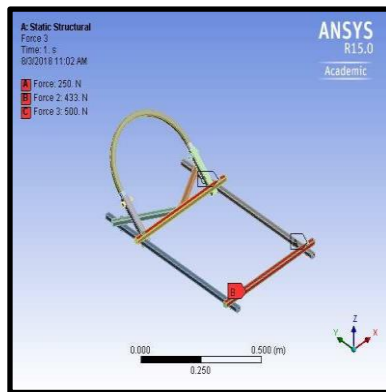 A: Static Structural
Force 3
Time: 1. s
8/3/2018 11:02 AM
A Force: 250. N
B Force 2: 433. N
C Force 3: 500. N
ANSYS
R15.0
Academic
B
Z
Y
X
0.000
0.500 (m)
0.250